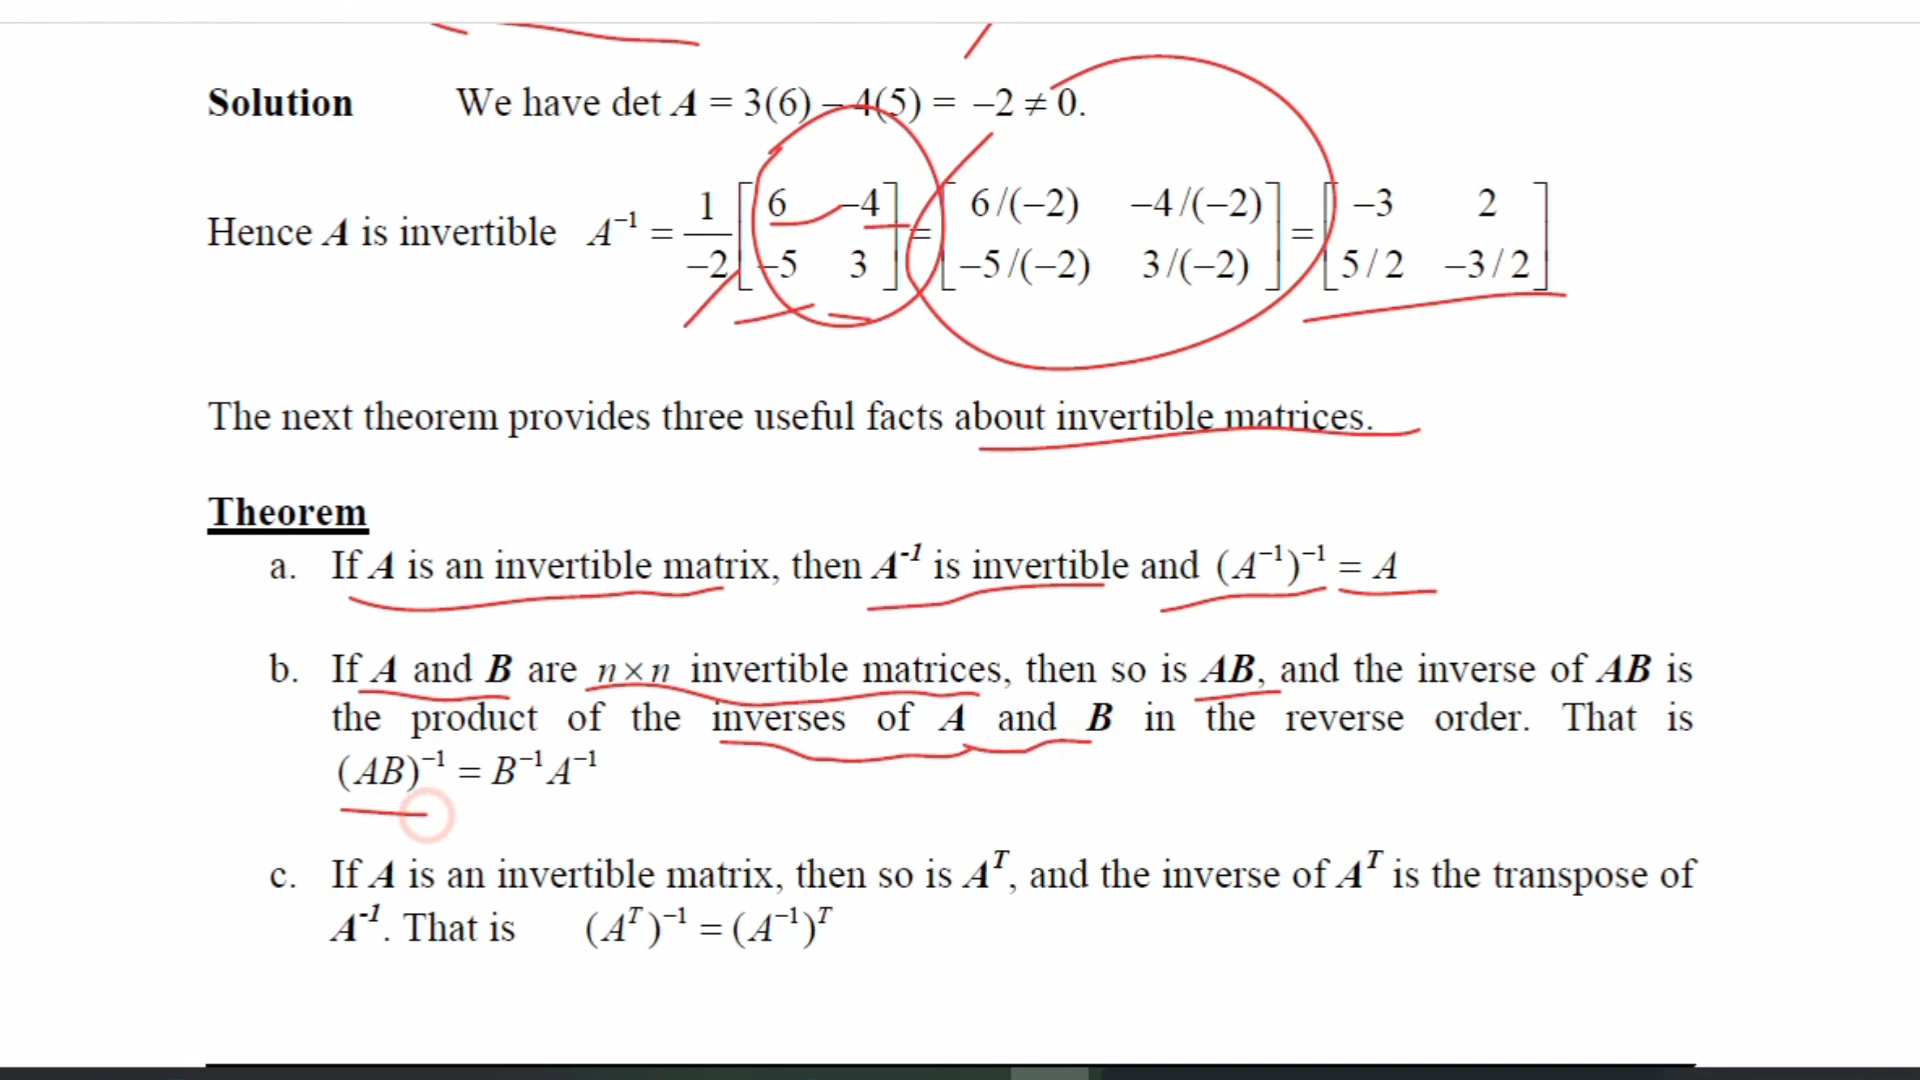 Solution We have det A = 3(6) – 4(5) = –2 ≠ 0.
Hence A is invertible A⁻¹ = 1/–2 [6 –4; –5 3] = [6/(–2) –4/(–2); –5/(–2) 3/(–2)] = [–3 2; 5/2 –3/2]
The next theorem provides three useful facts about invertible matrices.
Theorem
a. If A is an invertible matrix, then A⁻¹ is invertible and (A⁻¹)⁻¹ = A
b. If A and B are n×n invertible matrices, then so is AB, and the inverse of AB is
the product of the inverses of A and B in the reverse order. That is
(AB)⁻¹ = B⁻¹A⁻¹
c. If A is an invertible matrix, then so is Aᵀ, and the inverse of Aᵀ is the transpose of
A⁻¹. That is (Aᵀ)⁻¹ = (A⁻¹)ᵀ